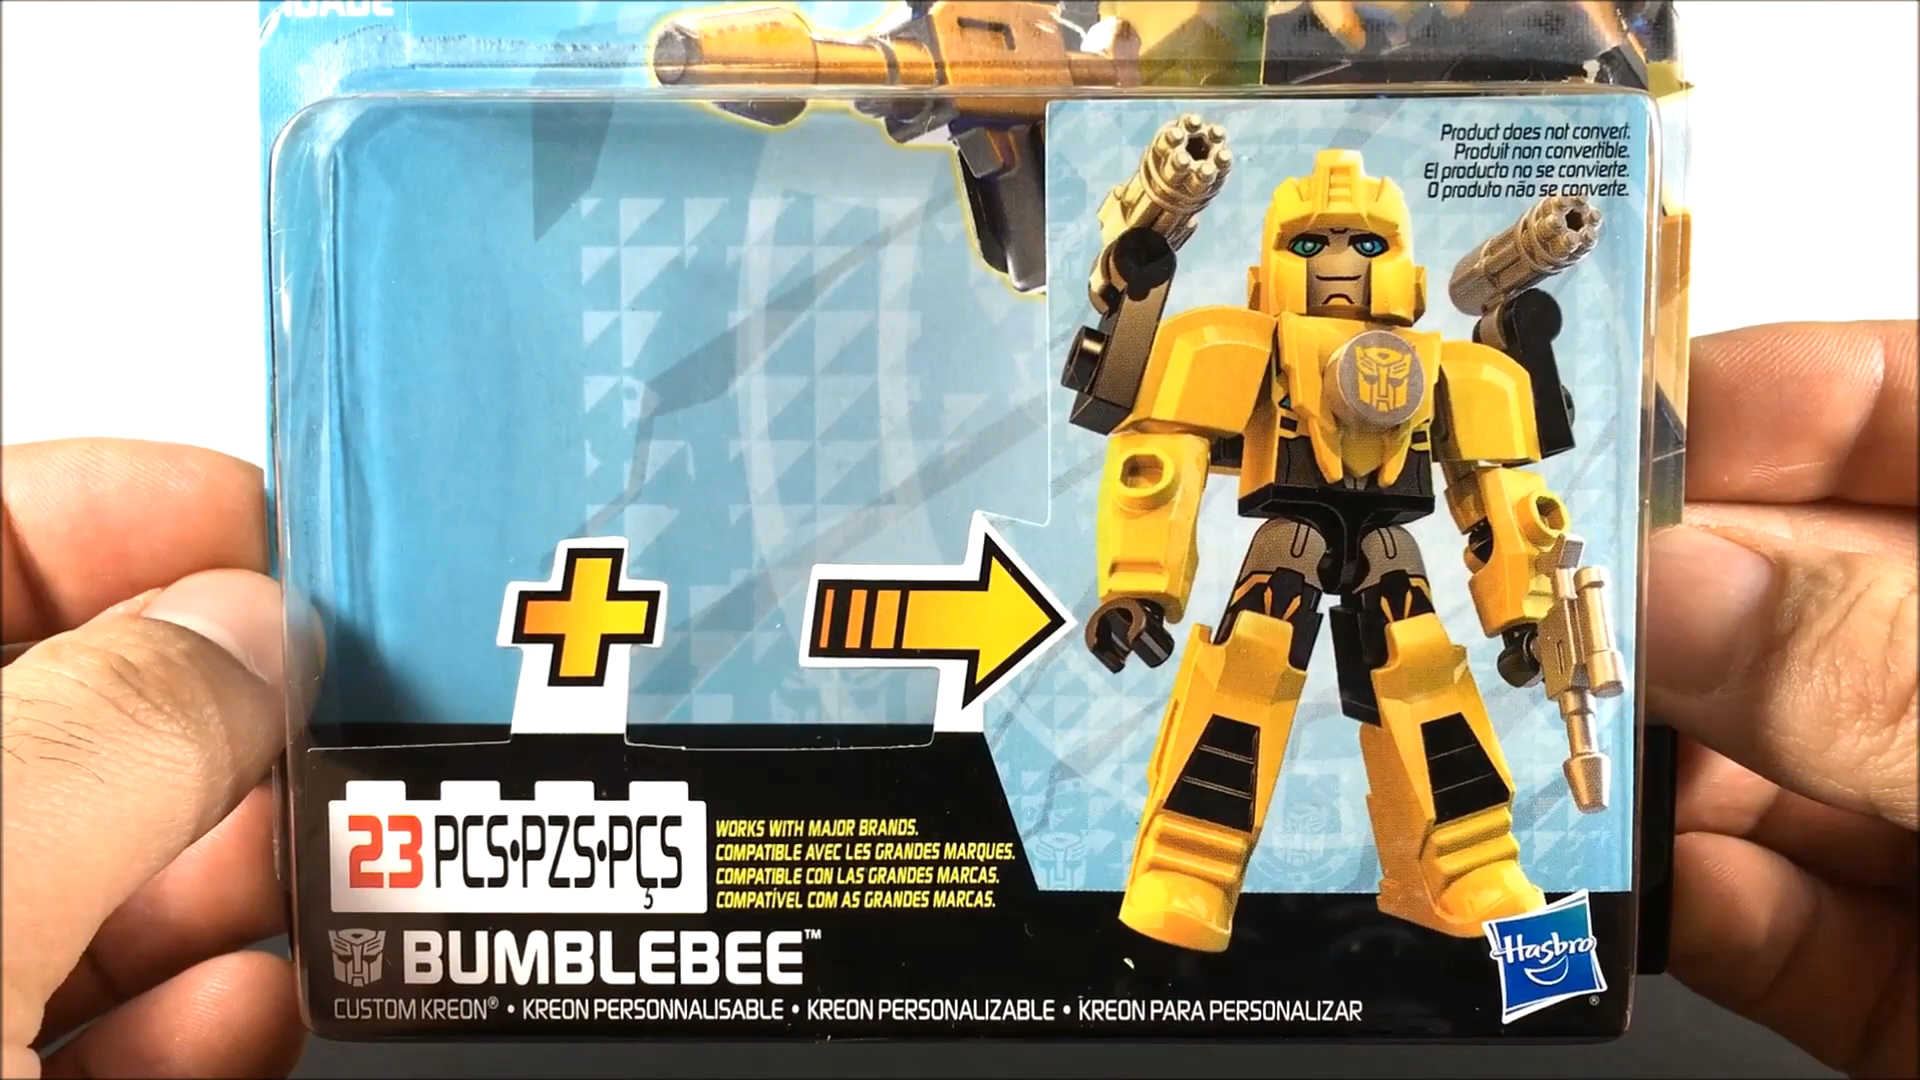 Product does not convert.
Produit non convertible.
El producto no se convierte.
O produto não se converte.
23 PCS•PZS•PÇS
WORKS WITH MAJOR BRANDS.
COMPATIBLE AVEC LES GRANDES MARQUES.
COMPATIBLE CON LAS GRANDES MARCAS.
COMPATÍVEL COM AS GRANDES MARCAS.
BUMBLEBEE™
CUSTOM KREON® • KREON PERSONNALISABLE • KREON PERSONALIZABLE • KREON PARA PERSONALIZAR
Hasbro®